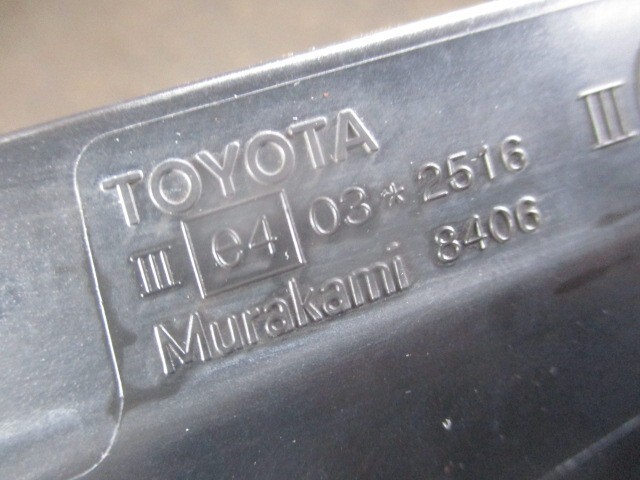 TOYOTA
III e4 03*2516 III
Murakami 8406